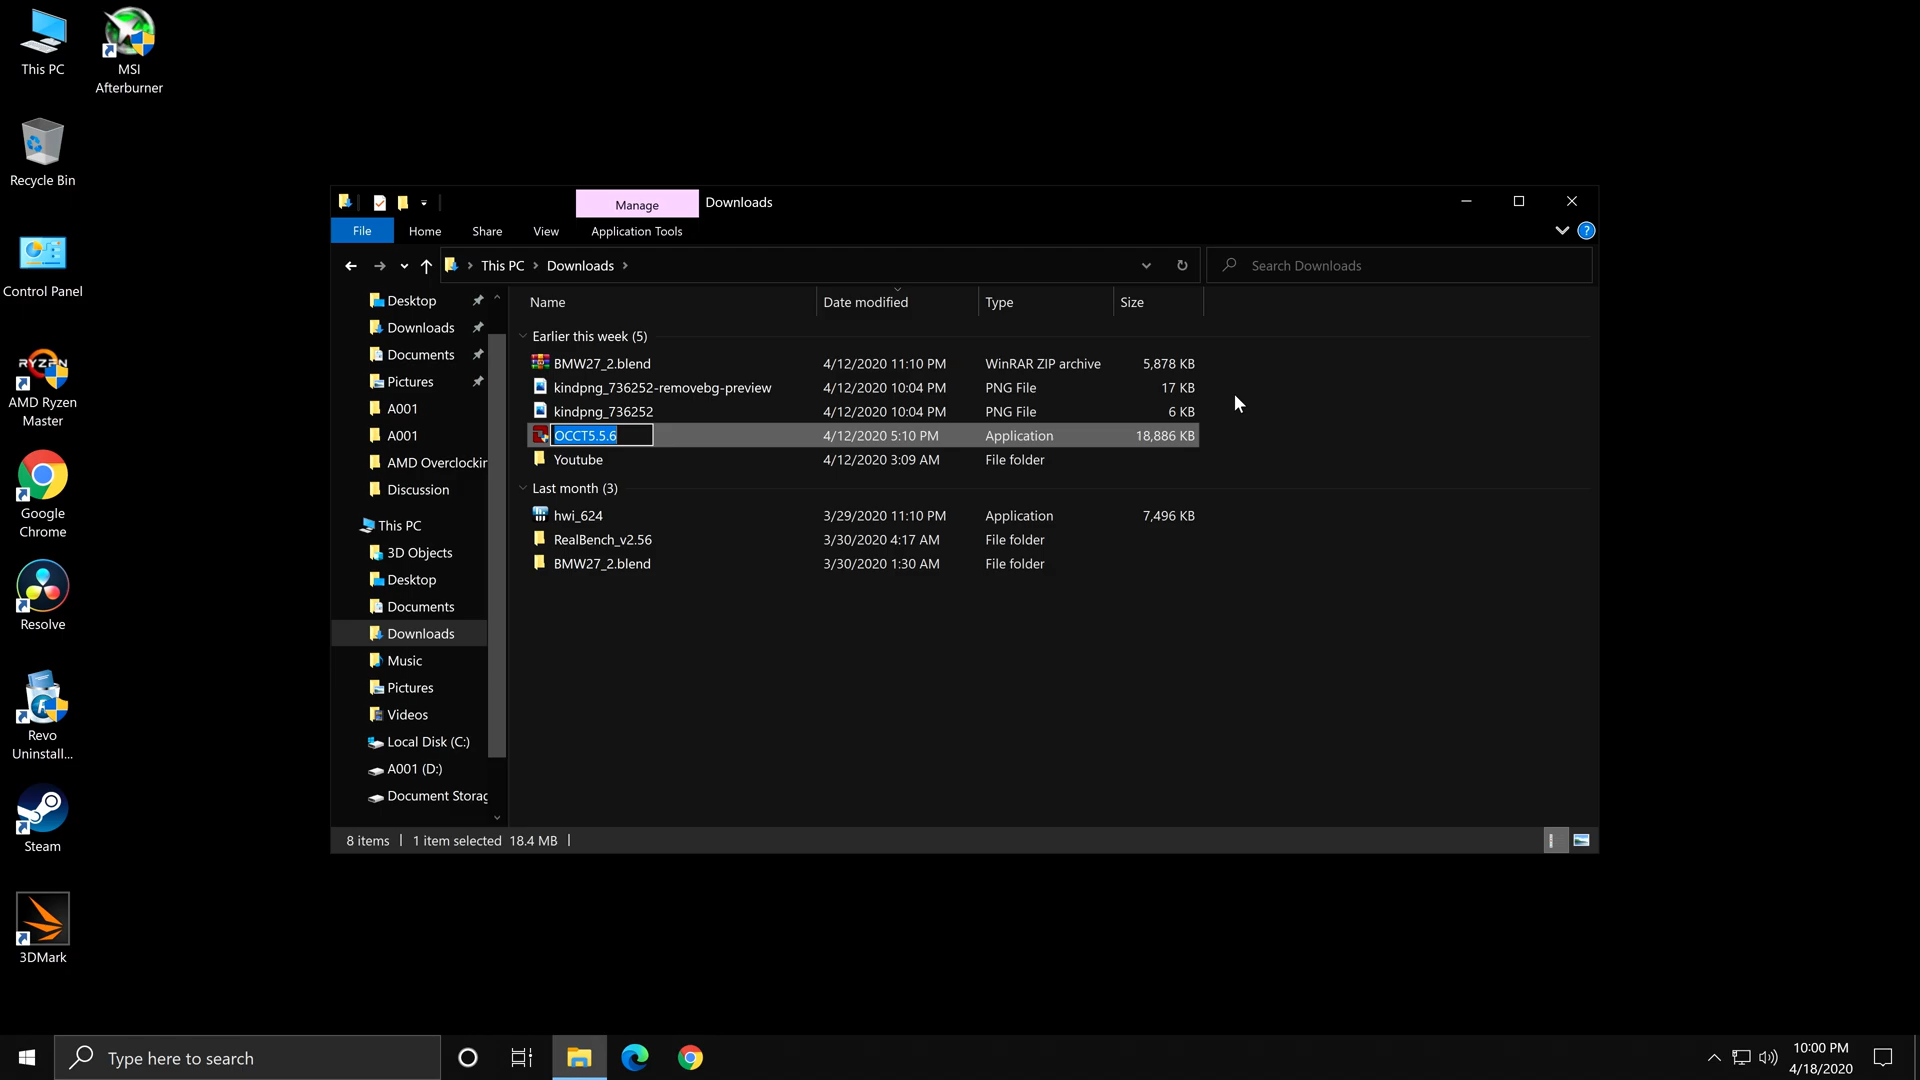 This PC
MSI
Afterburner
Recycle Bin
Control Panel
RYZEN
AMD Ryzen
Master
Google
Chrome
Resolve
Revo
Uninstall...
Steam
3DMark
Manage
Downloads
File
Home
Share
View
Application Tools
?
This PC
Downloads
Search Downloads
Desktop
Downloads
Documents
Pictures
A001
A001
AMD Overclockin
Discussion
This PC
3D Objects
Desktop
Documents
Downloads
Music
Pictures
Videos
Local Disk (C:)
A001 (D:)
Document Storag
Name Date modified Type Size
Earlier this week (5)
BMW27_2.blend 4/12/2020 11:10 PM WinRAR ZIP archive 5,878 KB
kindpng_736252-removebg-preview 4/12/2020 10:04 PM PNG File 17 KB
kindpng_736252 4/12/2020 10:04 PM PNG File 6 KB
OCCT5.5.6 4/12/2020 5:10 PM Application 18,886 KB
Youtube 4/12/2020 3:09 AM File folder
Last month (3)
hwi_624 3/29/2020 11:10 PM Application 7,496 KB
RealBench_v2.56 3/30/2020 4:17 AM File folder
BMW27_2.blend 3/30/2020 1:30 AM File folder
8 items 1 item selected 18.4 MB
Type here to search
10:00 PM
4/18/2020